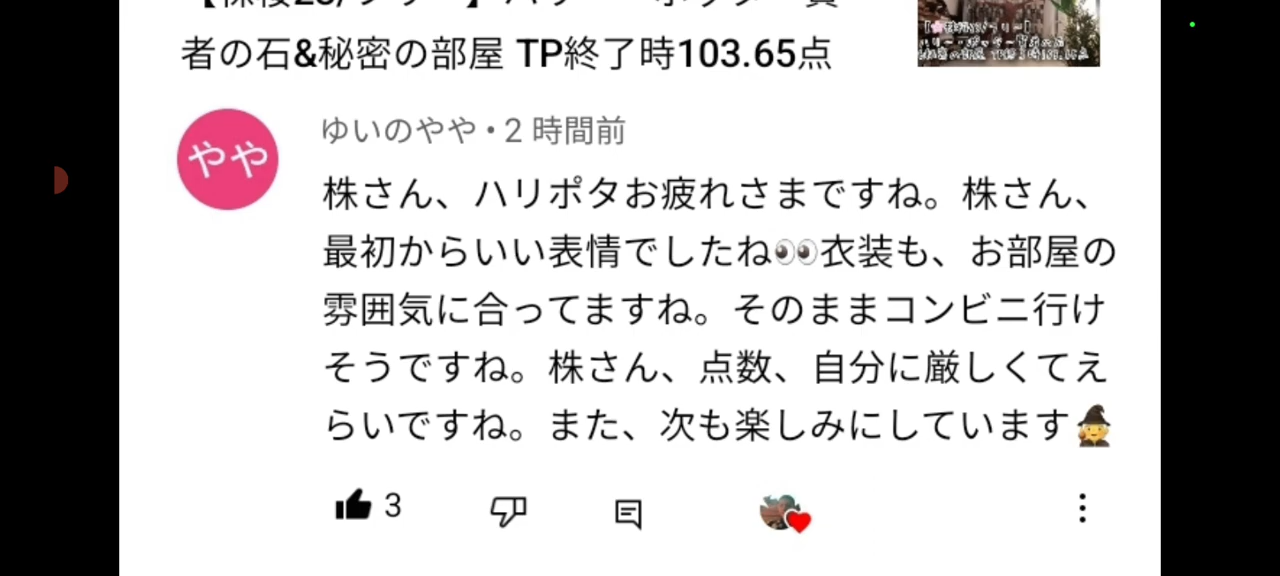 者の石&秘密の部屋 TP終了時103.65点
やや
ゆいのやや・2 時間前
株さん、ハリポタお疲れさまですね。株さん、
最初からいい表情でしたね👀衣装も、お部屋の
雰囲気に合ってますね。そのままコンビニ行け
そうですね。株さん、点数、自分に厳しくてえ
らいですね。また、次も楽しみにしています🧙
3